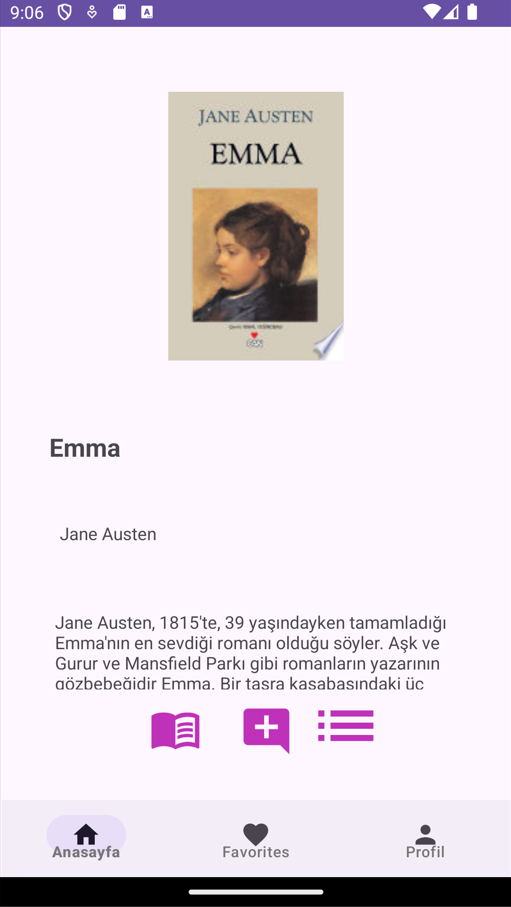 9:06
A
JANE AUSTEN
EMMA
CAN
Emma
Jane Austen
Jane Austen, 1815'te, 39 yaşındayken tamamladığı
Emma'nın en sevdiği romanı olduğu söyler. Aşk ve
Gurur ve Mansfield Parkı gibi romanların yazarının
gözbebeğidir Emma. Bir taşra kasabasındaki üç
Anasayfa
Favorites
Profil